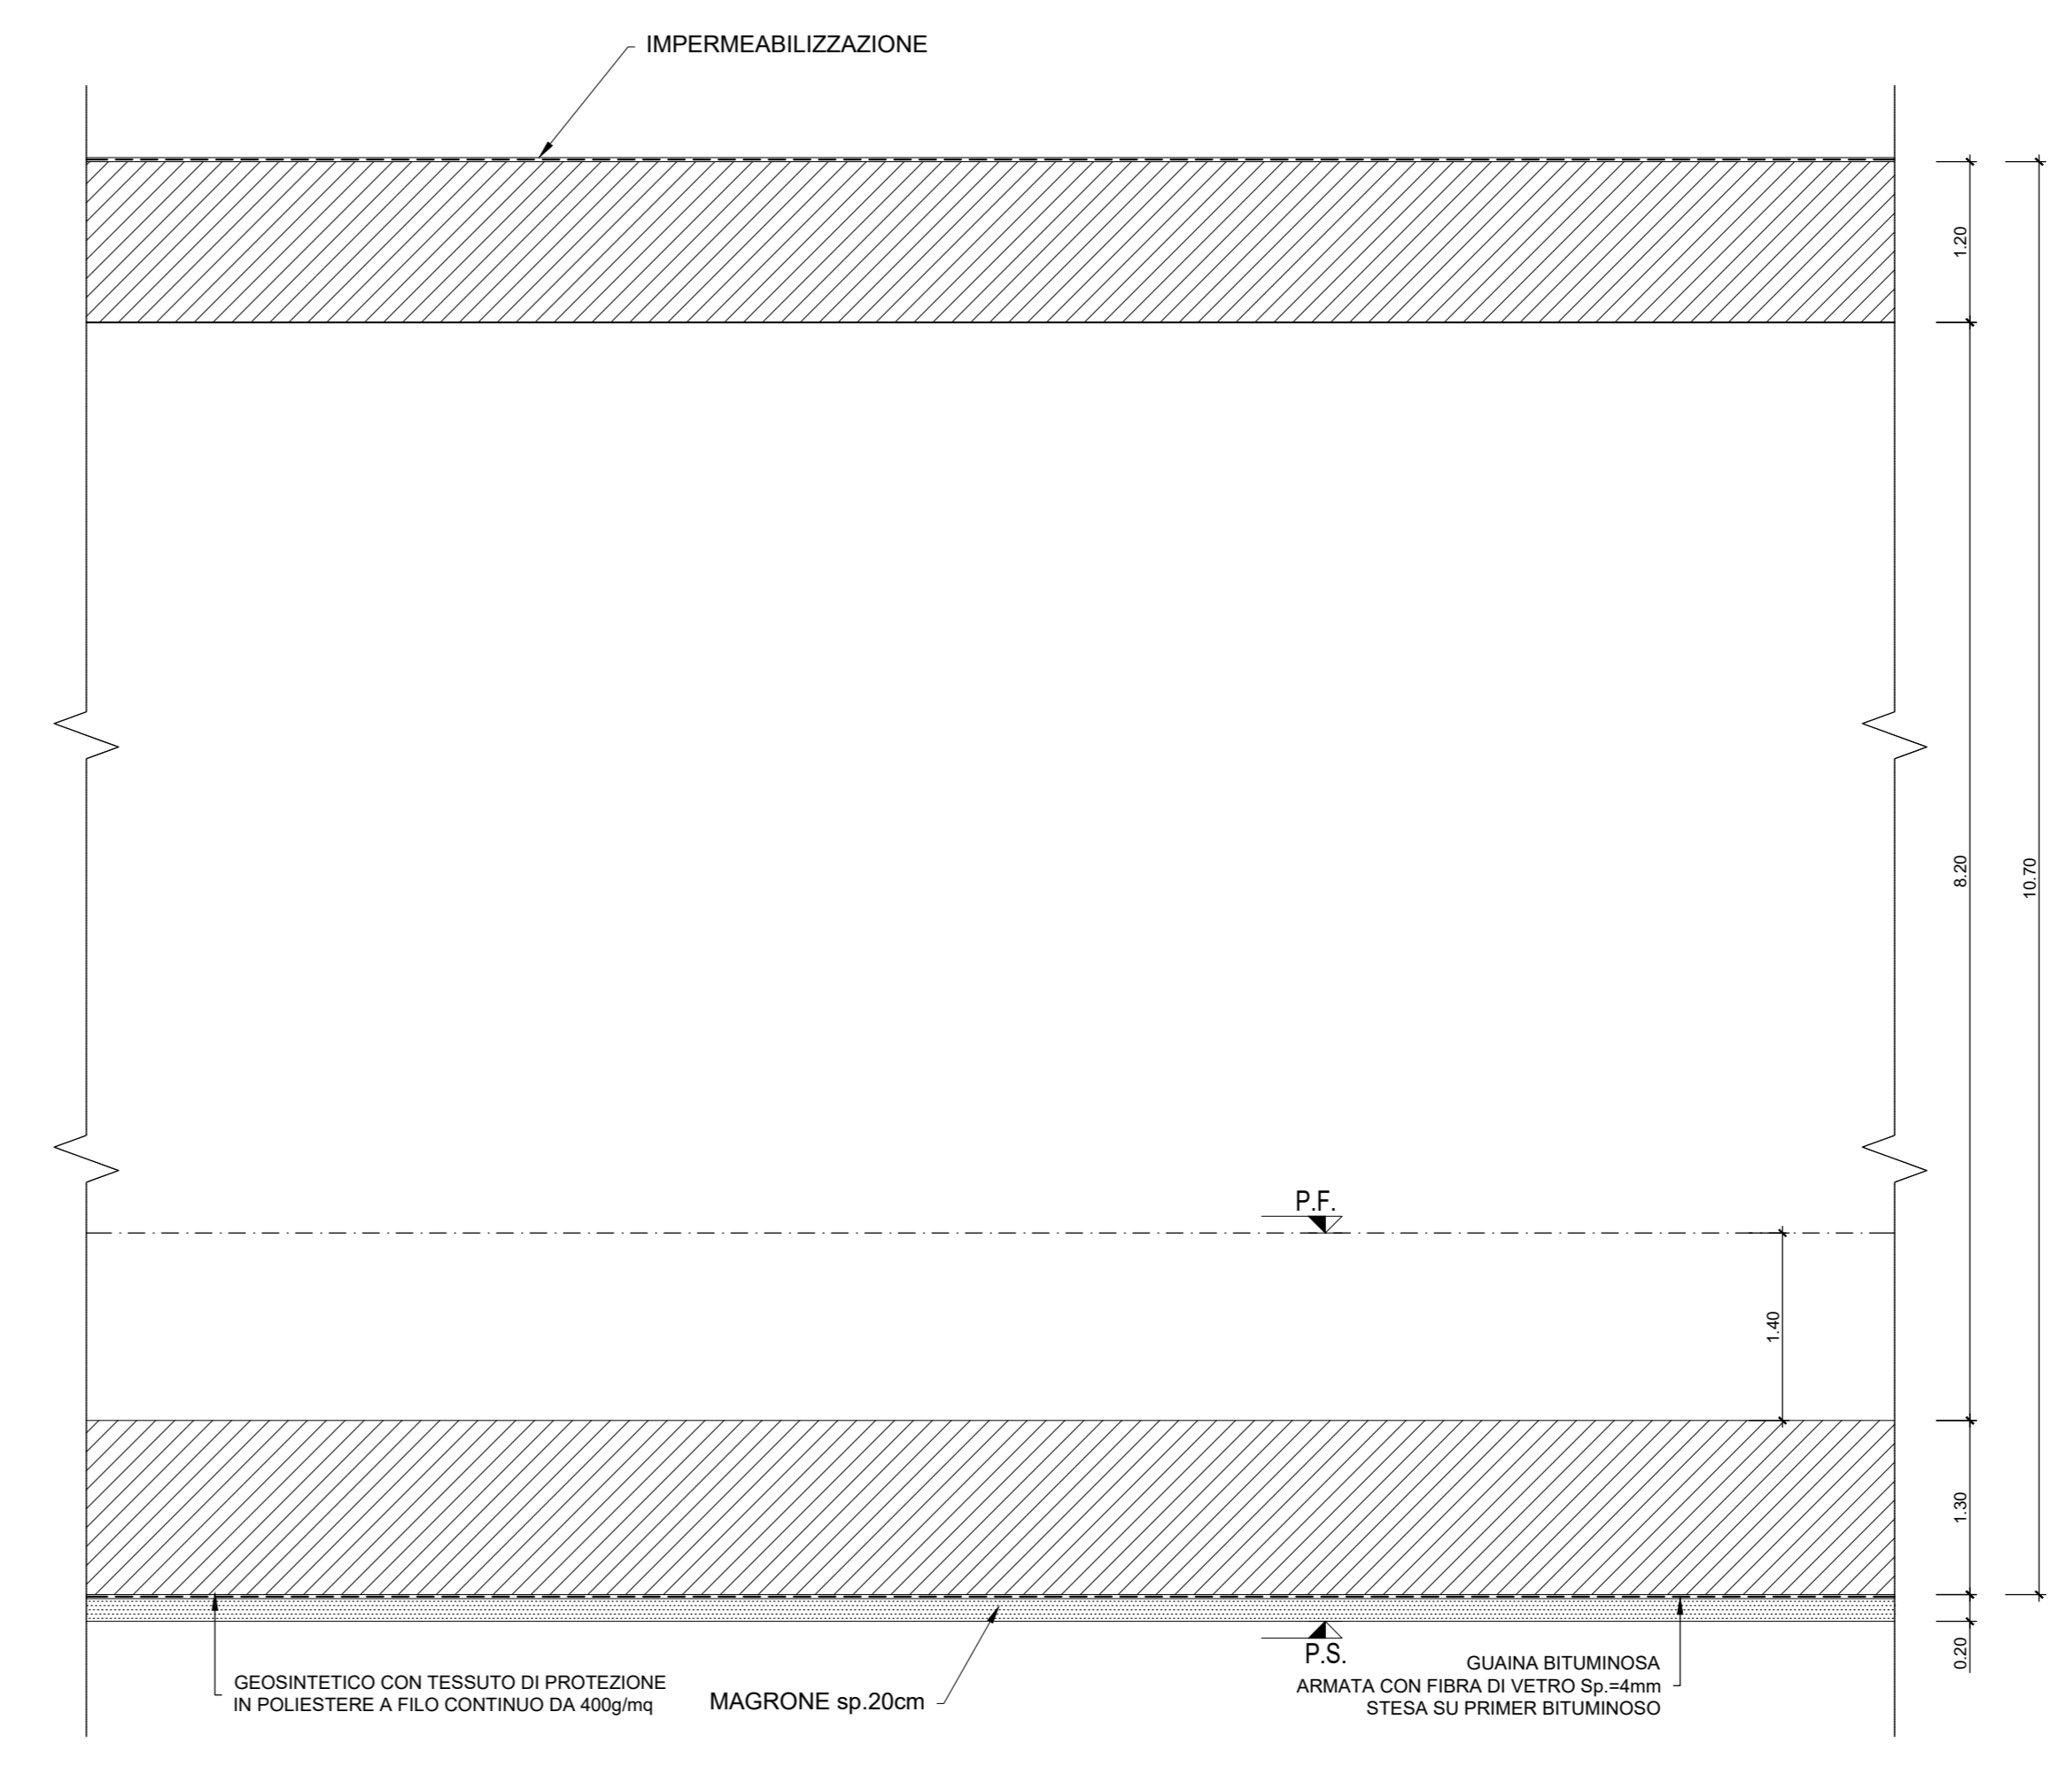 IMPERMEABILIZZAZIONE
1.20
8.20
10.70
P.F.
1.40
1.30
P.S.
0.20
GEOSINTETICO CON TESSUTO DI PROTEZIONE
IN POLIESTERE A FILO CONTINUO DA 400g/mq
MAGRONE sp.20cm
GUAINA BITUMINOSA
ARMATA CON FIBRA DI VETRO Sp.=4mm
STESA SU PRIMER BITUMINOSO